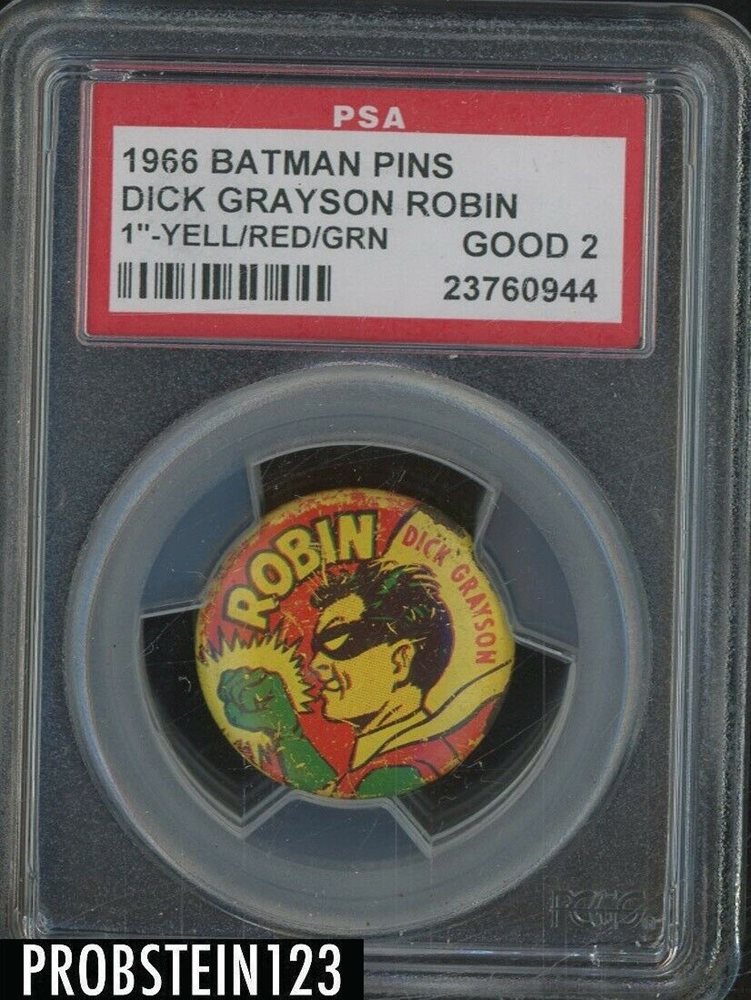 PSA
1966 BATMAN PINS
DICK GRAYSON ROBIN
1"-YELL/RED/GRN GOOD 2
23760944
ROBIN
DICK GRAYSON
PROBSTEIN123